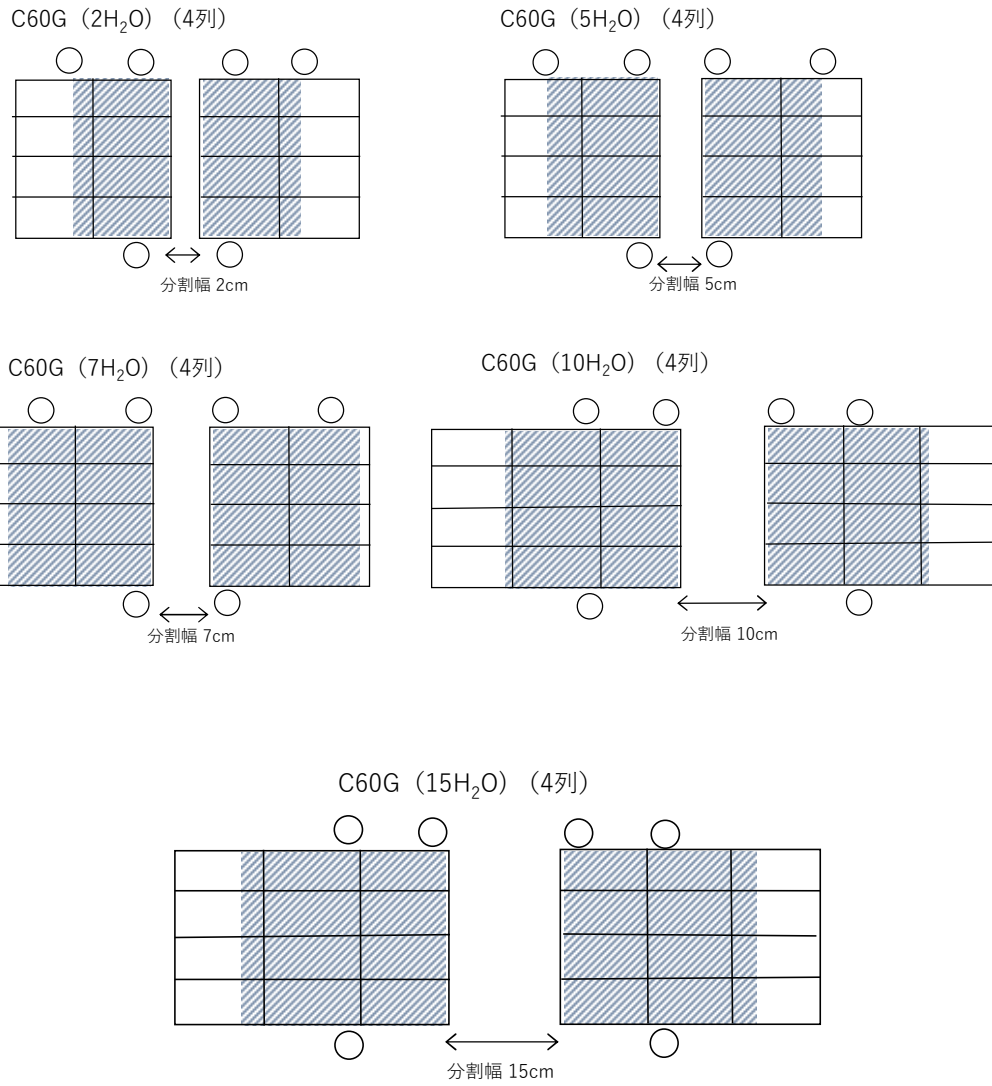 C60G（2H₂O）（4列）
C60G（5H₂O）（4列）
分割幅 2cm
分割幅 5cm
C60G（7H₂O）（4列）
C60G（10H₂O）（4列）
分割幅 7cm
分割幅 10cm
C60G（15H₂O）（4列）
分割幅 15cm